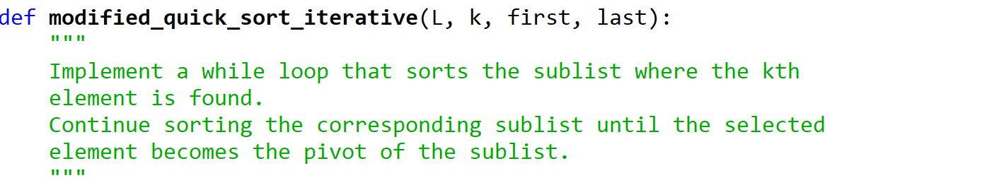 def modified_quick_sort_iterative(L, k, first, last):
"""
Implement a while loop that sorts the sublist where the kth
element is found.
Continue sorting the corresponding sublist until the selected
element becomes the pivot of the sublist.
"""